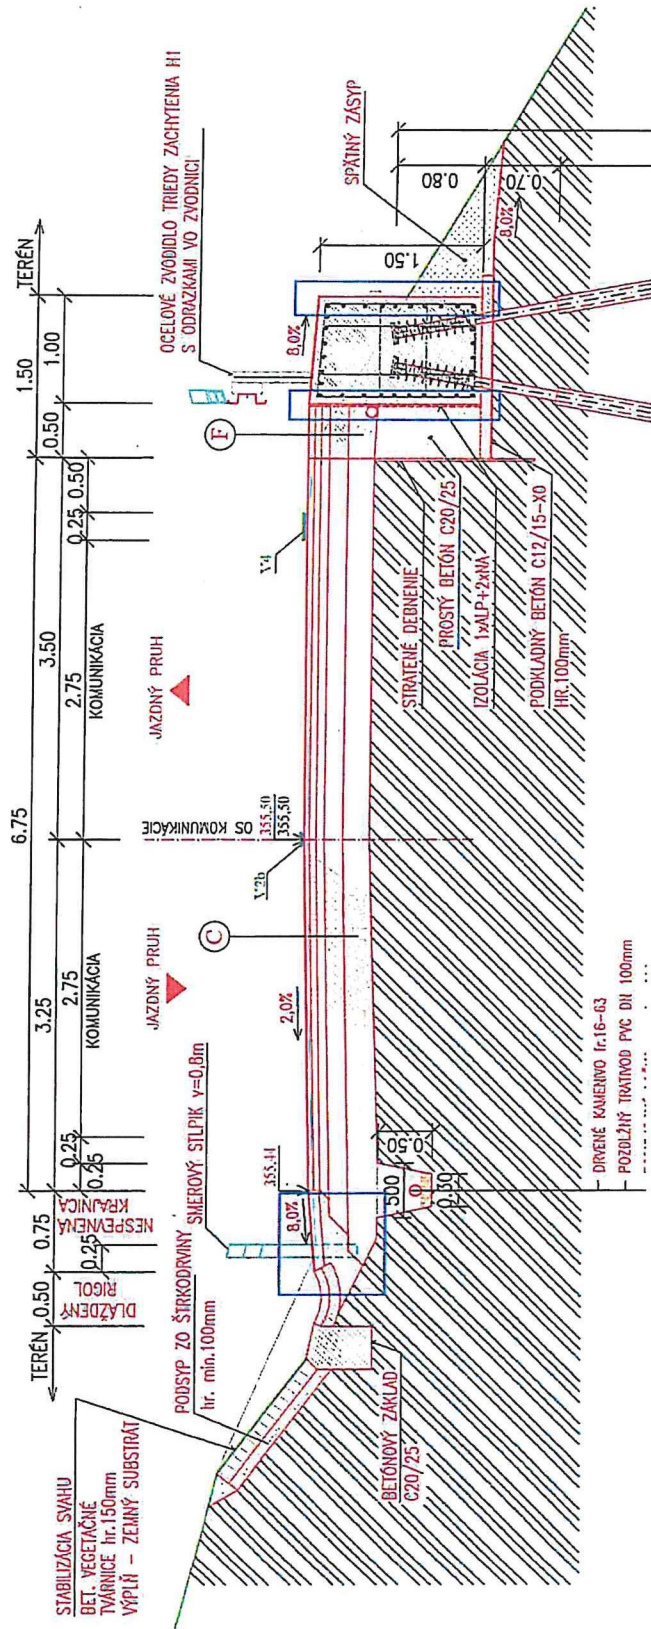 TERÉN
0.50
DLÁŽDENÝ
RIGOL
0.75
NESPEVNENÁ
KRAJNICA
0.25
6.75
3.25
3.50
0.25
0.25
2.75
KOMUNIKÁCIA
2.75
KOMUNIKÁCIA
0.25
0.50
1.50
0.50
1.00
TERÉN
STABILIZÁCIA SVAHU
BET. VEGETAČNÉ
TVÁRNICE hr.150mm
VÝPLŇ - ZEMNÝ SUBSTRÁT
PODSYP ZO ŠTRKODRVINY
hr. min.100mm
SMEROVÝ STĹPIK v=0,8m
JAZDNÝ PRUH
OS KOMUNIKÁCIE
JAZDNÝ PRUH
OCEĽOVÉ ZVODIDLO TRIEDY ZACHYTENIA H1
S ODRAZKAMI VO ZVODNICI
355,44
8,0%
2,0%
C
V2b
355,50
355,50
V4
F
8,0%
1.50
SPÄTNÝ ZÁSYP
0.80
0.70
8,0%
BETÓNOVÝ ZÁKLAD
C20/25
500
0.50
STRATENÉ DEBNENIE
PROSTÝ BETÓN C20/25
IZOLÁCIA 1xALP+2xNA
PODKLADNÝ BETÓN C12/15-X0
HR.100mm
DRVENÉ KAMENIVO fr.16-63
POZDĹŽNY TRATIVOD PVC DN 100mm